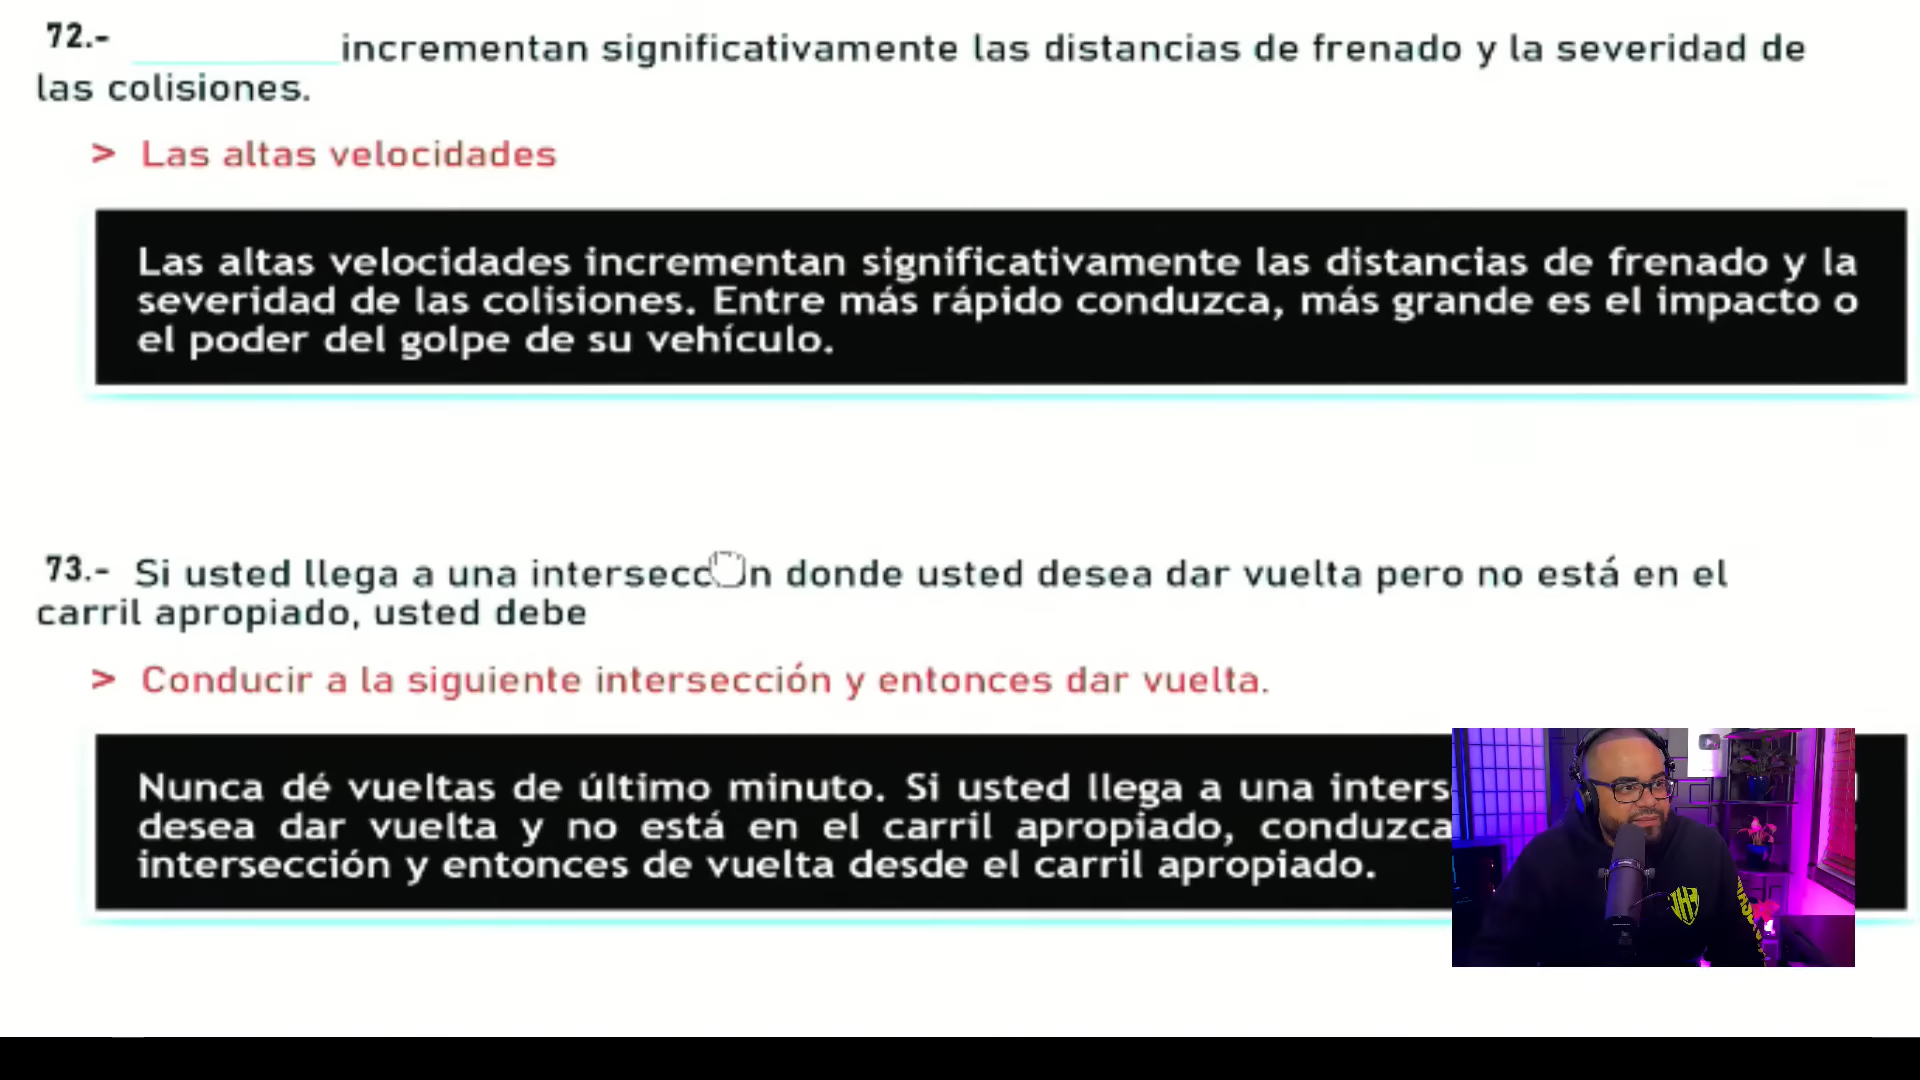 72.- __________incrementan significativamente las distancias de frenado y la severidad de
las colisiones.
> Las altas velocidades
Las altas velocidades incrementan significativamente las distancias de frenado y la
severidad de las colisiones. Entre más rápido conduzca, más grande es el impacto o
el poder del golpe de su vehículo.
73.- Si usted llega a una intersección donde usted desea dar vuelta pero no está en el
carril apropiado, usted debe
> Conducir a la siguiente intersección y entonces dar vuelta.
Nunca dé vueltas de último minuto. Si usted llega a una inters
desea dar vuelta y no está en el carril apropiado, conduzca
intersección y entonces de vuelta desde el carril apropiado.